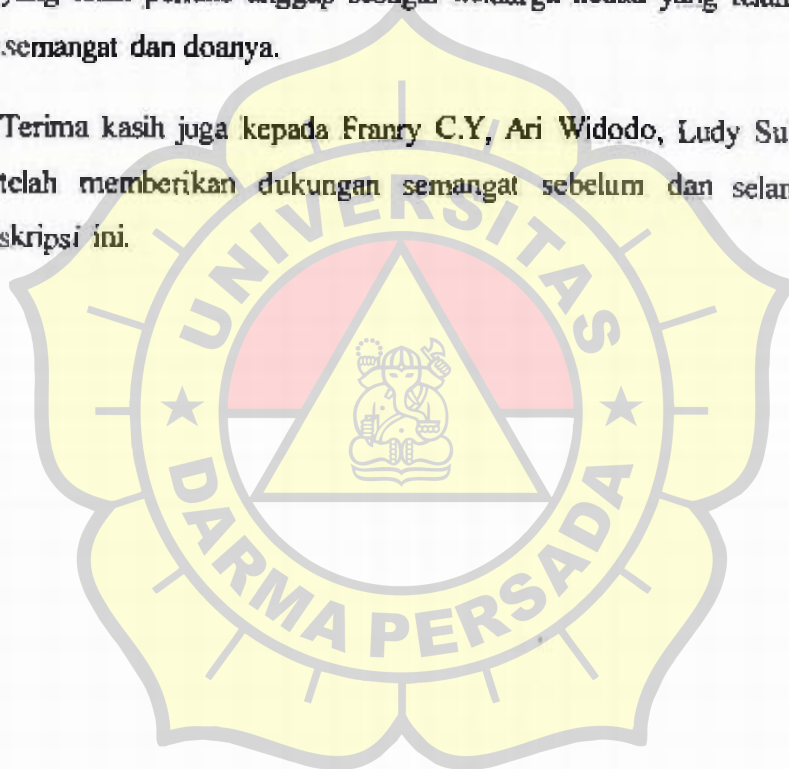 semangat dan doanya.
Terima kasih juga kepada Franry C.Y, Ari Widodo, Ludy Su
telah memberikan dukungan semangat sebelum dan selan
skripsi ini.
UNIVERSITAS
DARMA PERSADA